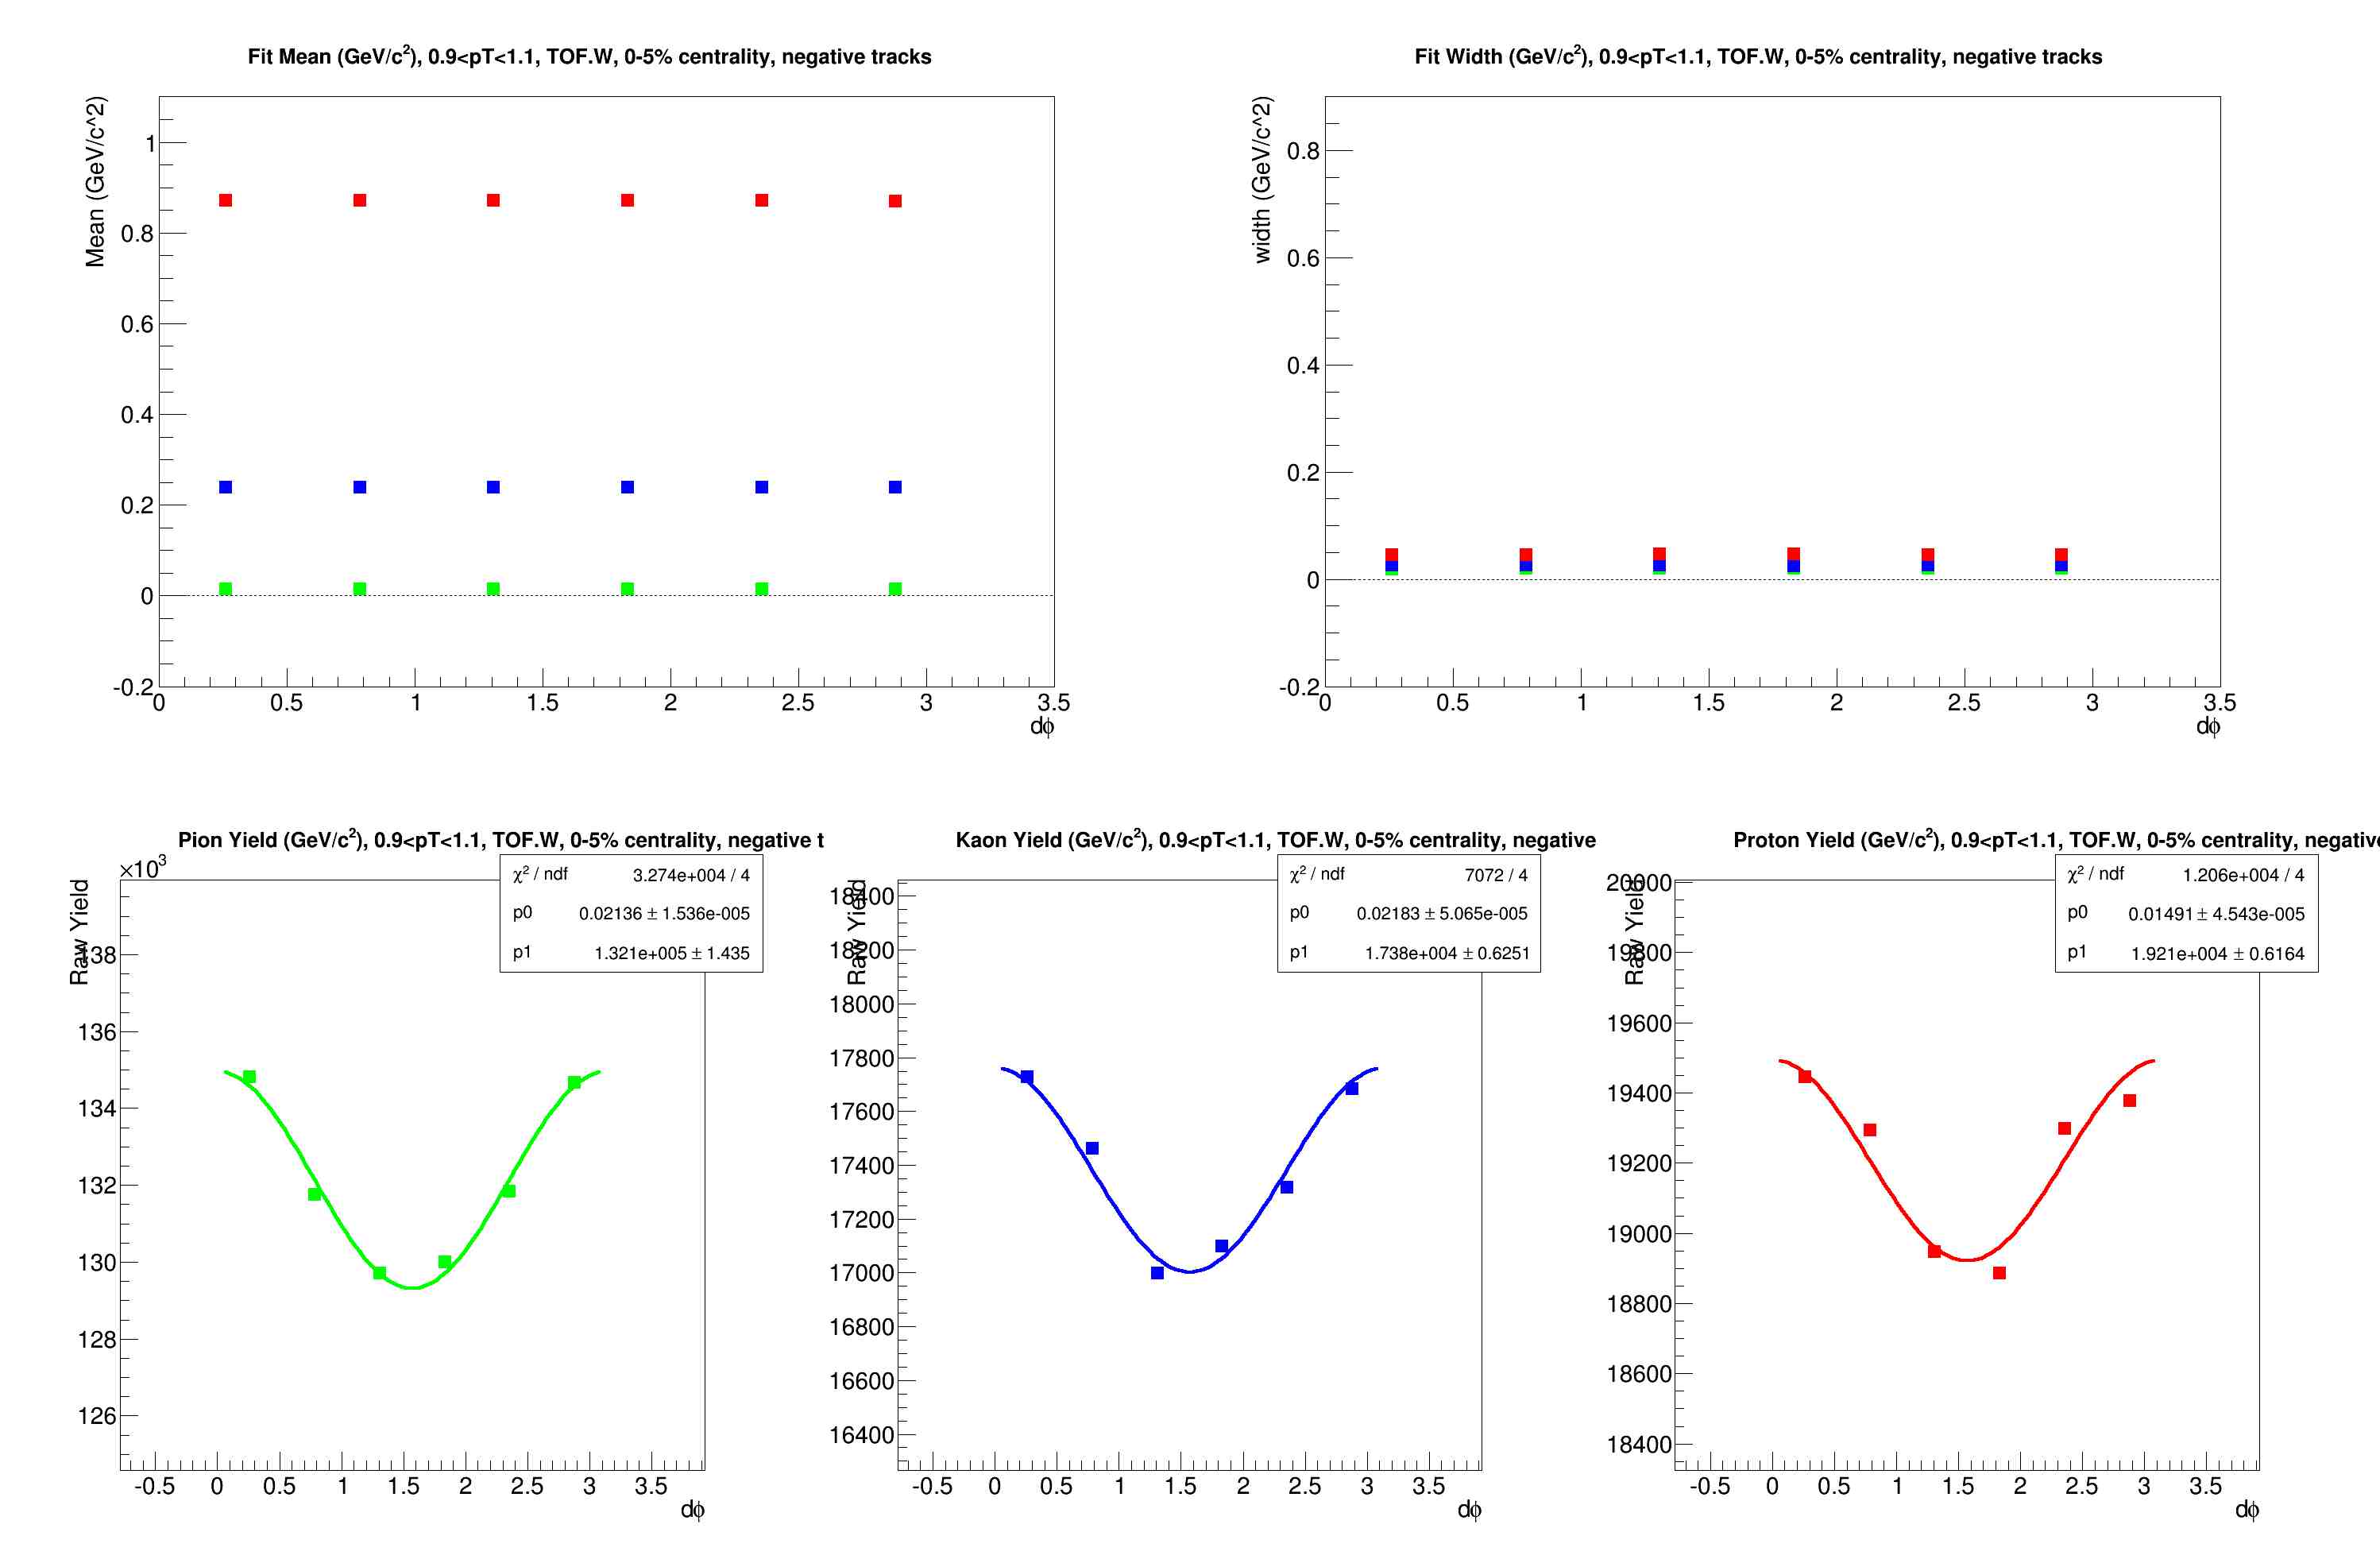 Fit Mean (GeV/c²), 0.9<pT<1.1, TOF.W, 0-5% centrality, negative tracks
Mean (GeV/c^2)
1
0.8
0.6
0.4
0.2
0
-0.2
0 0.5 1 1.5 2 2.5 3 3.5
dϕ
Fit Width (GeV/c²), 0.9<pT<1.1, TOF.W, 0-5% centrality, negative tracks
width (GeV/c^2)
0.8
0.6
0.4
0.2
0
-0.2
0 0.5 1 1.5 2 2.5 3 3.5
dϕ
Pion Yield (GeV/c²), 0.9<pT<1.1, TOF.W, 0-5% centrality, negative t
×10³
Raw Yield
χ² / ndf 3.274e+004 / 4
p0 0.02136 ± 1.536e-005
p1 1.321e+005 ± 1.435
138
136
134
132
130
128
126
-0.5 0 0.5 1 1.5 2 2.5 3 3.5
dϕ
Kaon Yield (GeV/c²), 0.9<pT<1.1, TOF.W, 0-5% centrality, negative
Raw Yield
χ² / ndf 7072 / 4
p0 0.02183 ± 5.065e-005
p1 1.738e+004 ± 0.6251
18400
18200
18000
17800
17600
17400
17200
17000
16800
16600
16400
-0.5 0 0.5 1 1.5 2 2.5 3 3.5
dϕ
Proton Yield (GeV/c²), 0.9<pT<1.1, TOF.W, 0-5% centrality, negative
Raw Yield
χ² / ndf 1.206e+004 / 4
p0 0.01491 ± 4.543e-005
p1 1.921e+004 ± 0.6164
20000
19800
19600
19400
19200
19000
18800
18600
18400
-0.5 0 0.5 1 1.5 2 2.5 3 3.5
dϕ